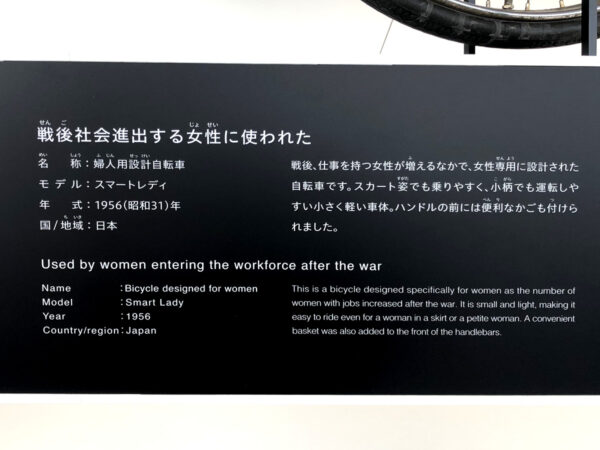 戦後社会進出する女性に使われた
名　　称：婦人用設計自転車
モ デ ル：スマートレディ
年　　式：1956(昭和31)年
国/地域：日本
戦後、仕事を持つ女性が増えるなかで、女性専用に設計された
自転車です。スカート姿でも乗りやすく、小柄でも運転しや
すい小さく軽い車体。ハンドルの前には便利なかごも付けら
れました。
Used by women entering the workforce after the war
Name : Bicycle designed for women
Model : Smart Lady
Year : 1956
Country/region : Japan
This is a bicycle designed specifically for women as the number of
women with jobs increased after the war. It is small and light, making it
easy to ride even for a woman in a skirt or a petite woman. A convenient
basket was also added to the front of the handlebars.